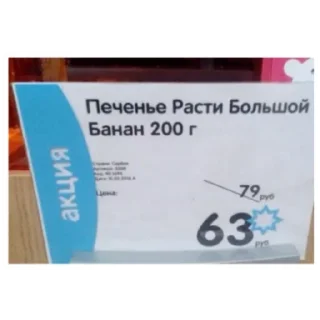 Печенье Расти Большой
Банан 200 г
акция
Цена:
79 руб
63 руб